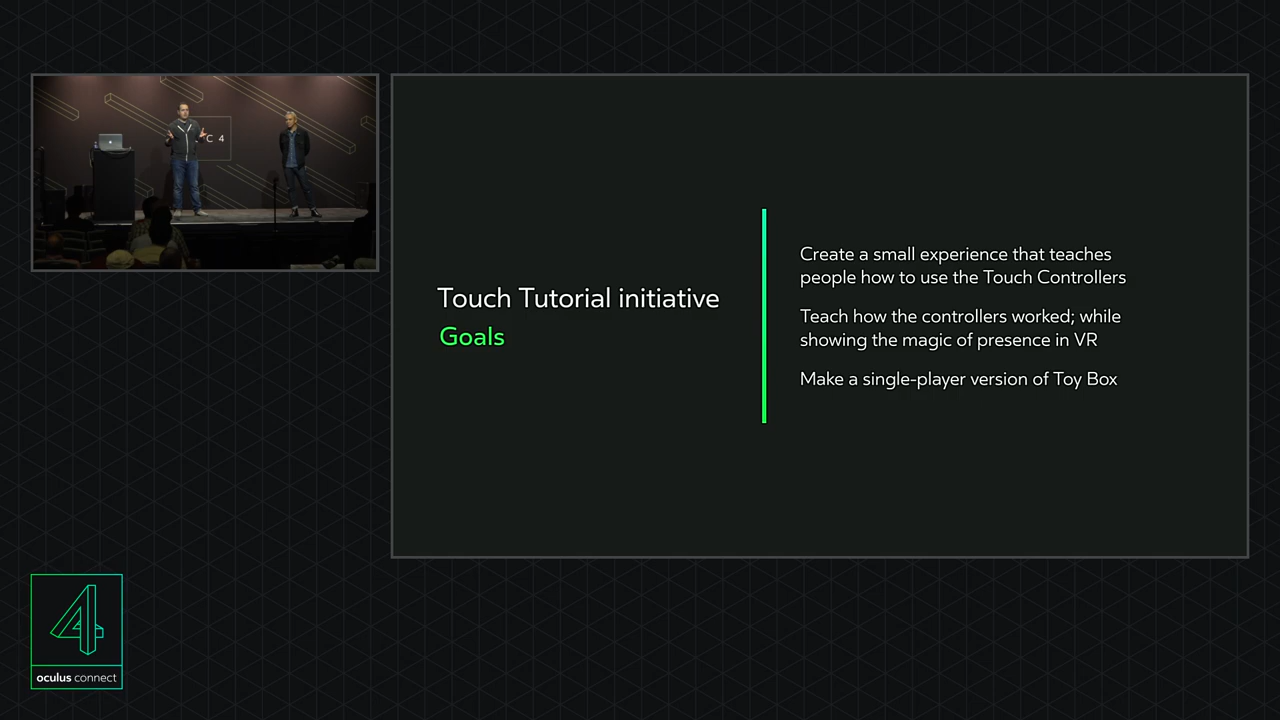 C 4
Touch Tutorial initiative
Goals
Create a small experience that teaches
people how to use the Touch Controllers
Teach how the controllers worked; while
showing the magic of presence in VR
Make a single-player version of Toy Box
4
oculus connect